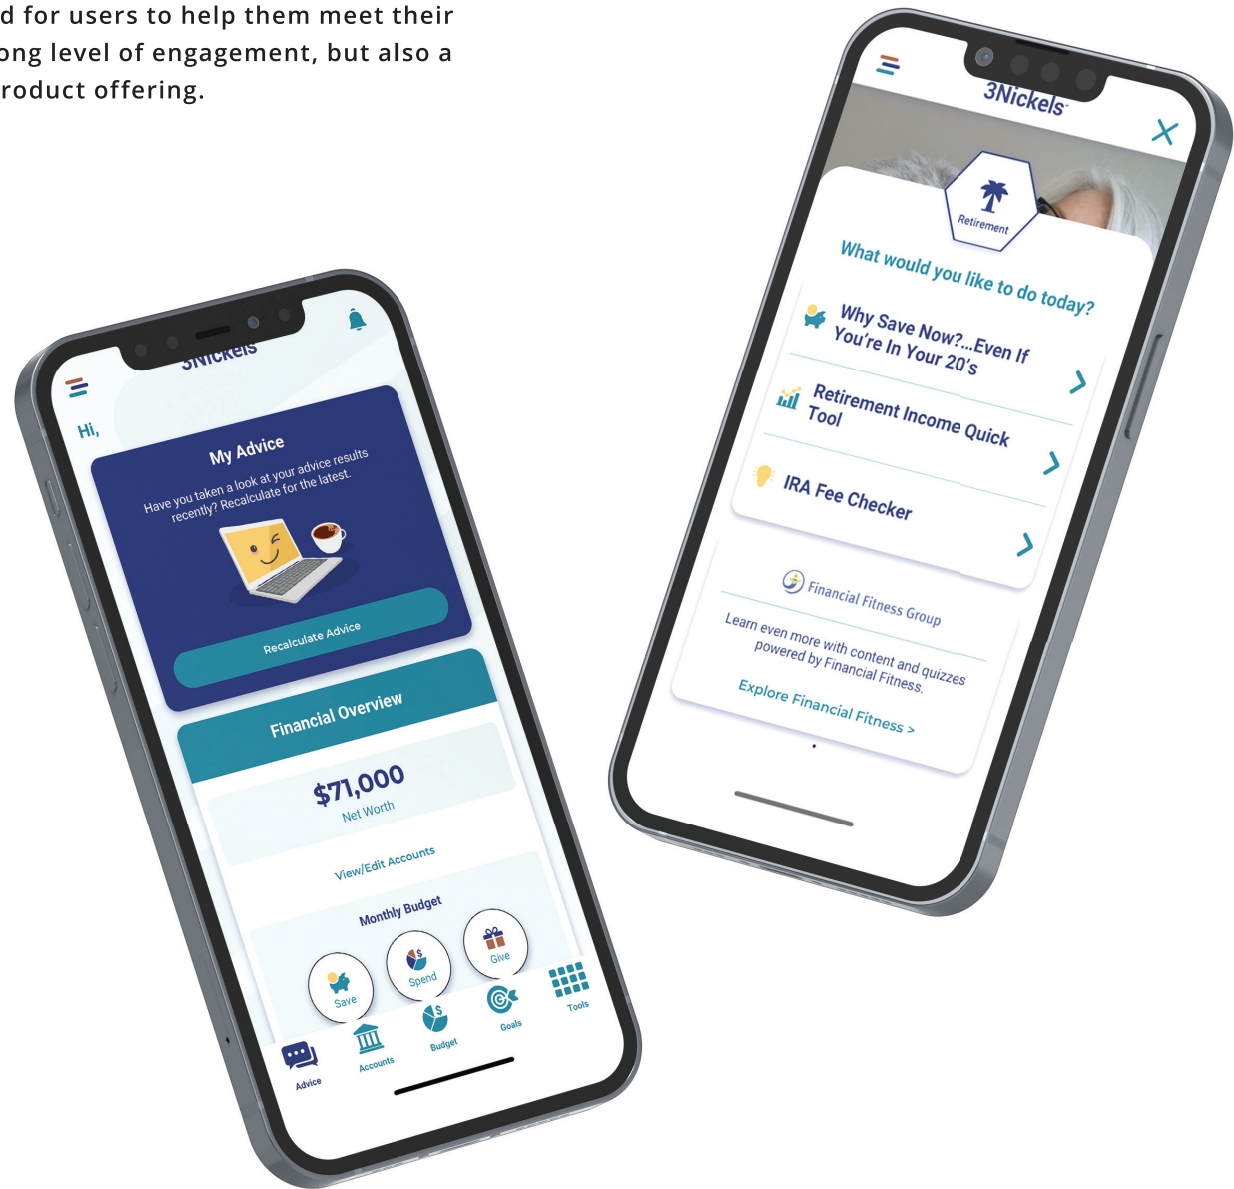 d for users to help them meet their
ong level of engagement, but also a
roduct offering.
3Nickels
Hi,
My Advice
Have you taken a look at your advice results
recently? Recalculate for the latest.
Recalculate Advice
Financial Overview
$71,000
Net Worth
View/Edit Accounts
Monthly Budget
Save
Spend
Give
Advice
Accounts
Budget
Goals
Tools
3Nickels™
Retirement
What would you like to do today?
Why Save Now?...Even If
You're In Your 20's
Retirement Income Quick
Tool
IRA Fee Checker
Financial Fitness Group
Learn even more with content and quizzes
powered by Financial Fitness.
Explore Financial Fitness >